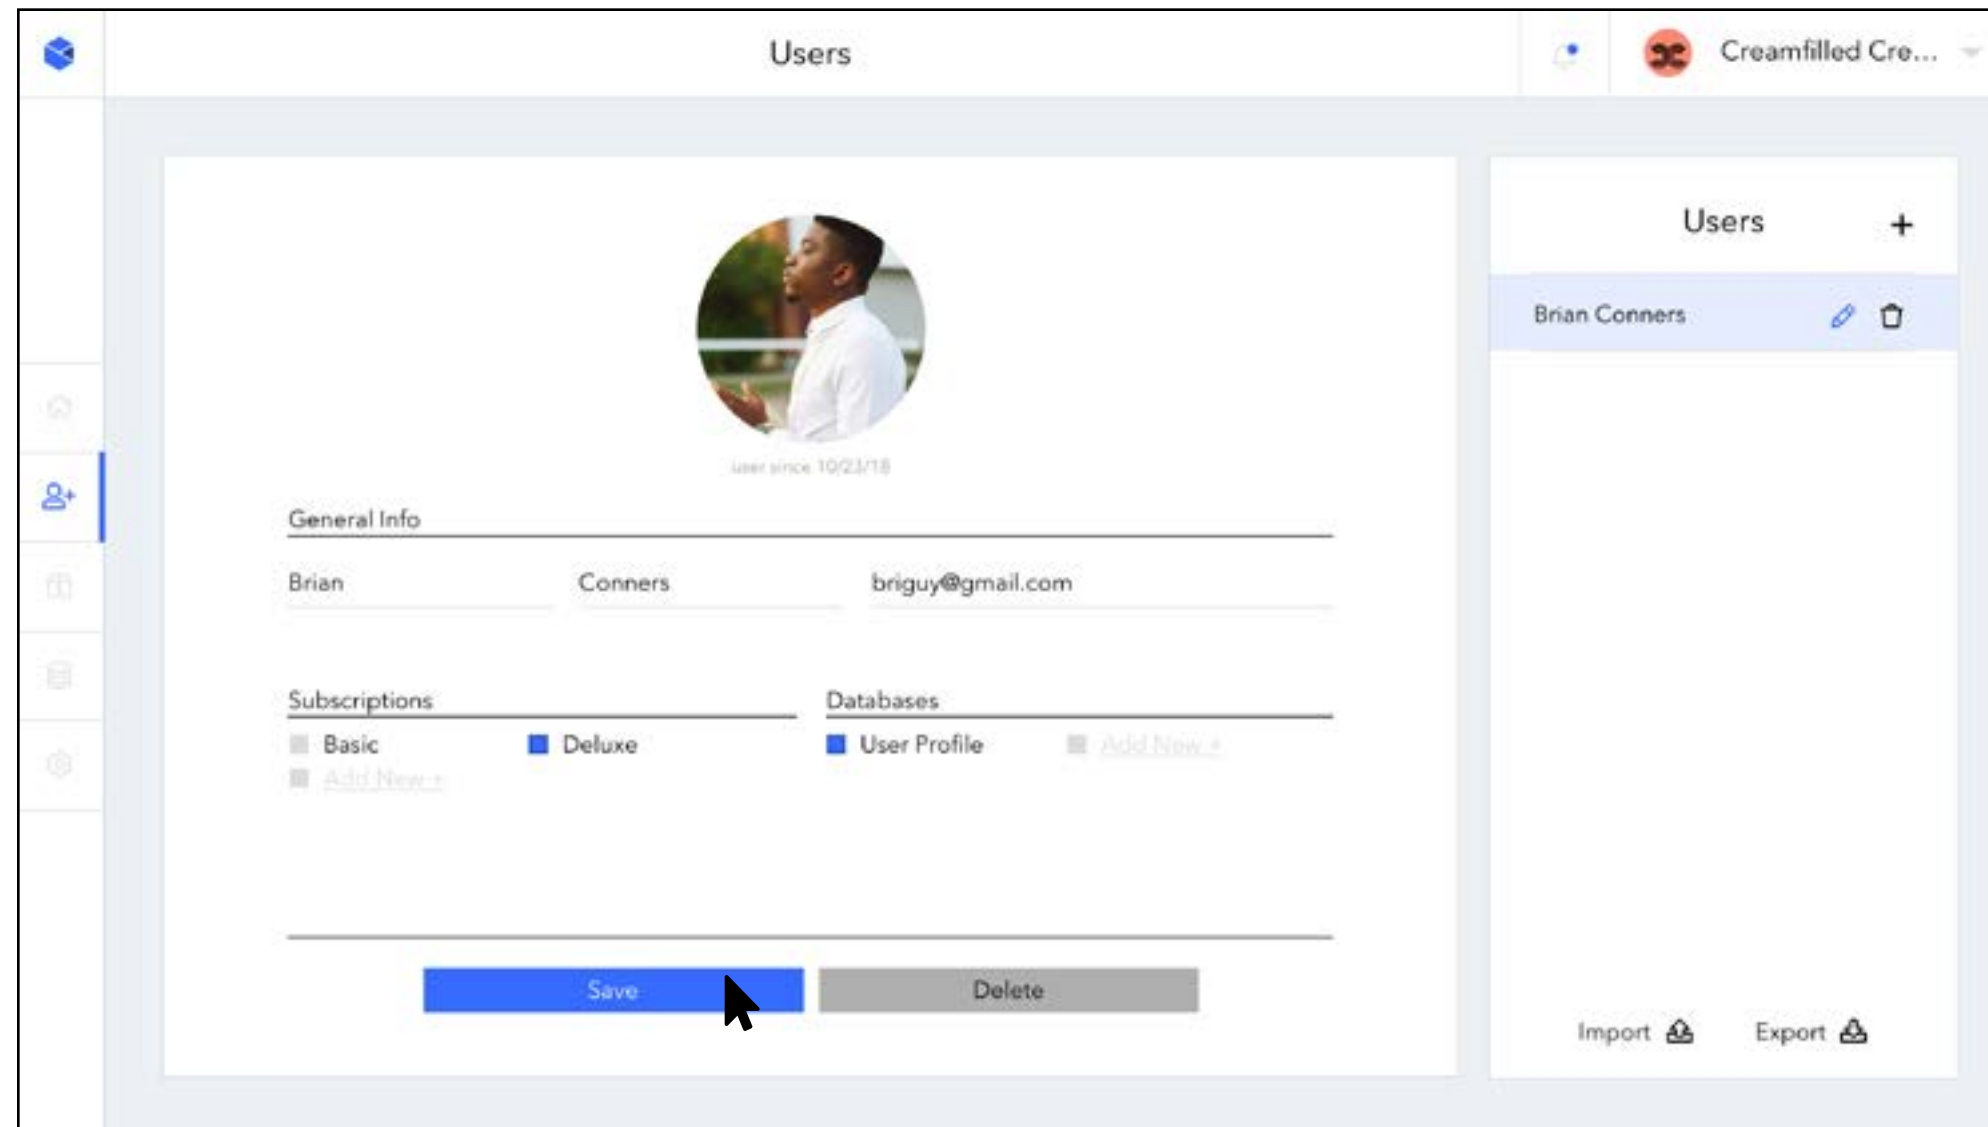 Users
Creamfilled Cre...
user since 10/23/18
General Info
Brian Conners briguy@gmail.com
Subscriptions
Basic Deluxe
Add New +
Databases
User Profile Add New +
Save Delete
Users +
Brian Conners
Import Export